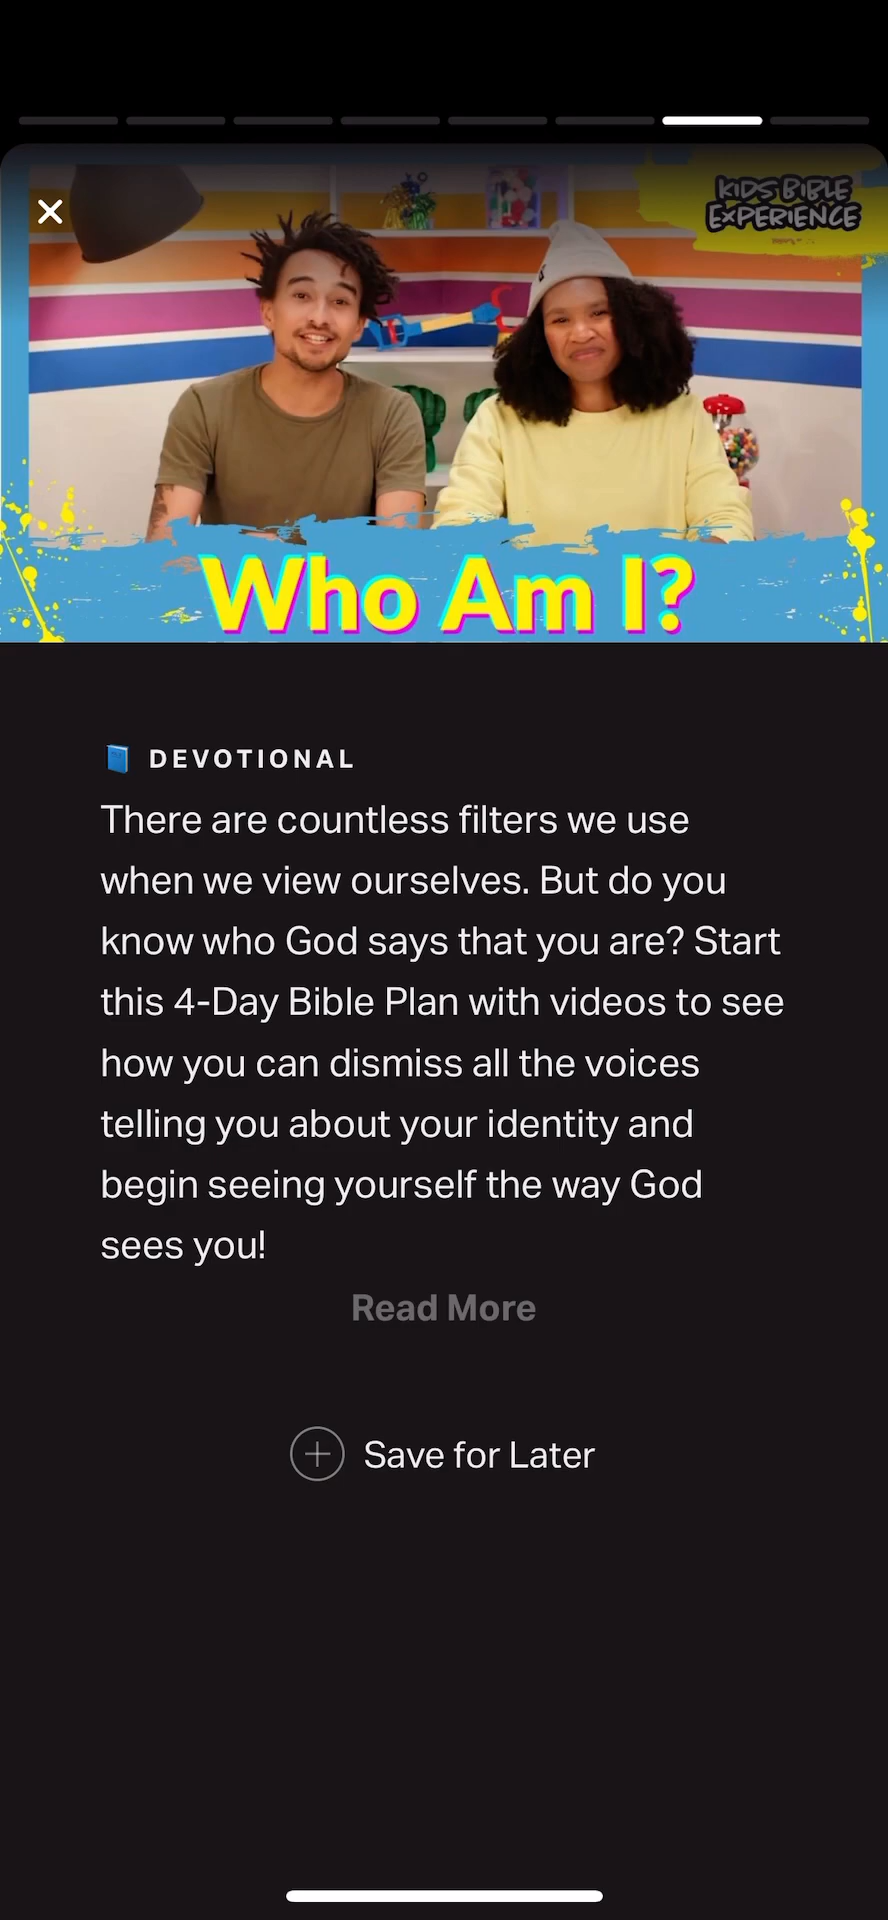 KIDS BIBLE
EXPERIENCE
Who Am I?
DEVOTIONAL
There are countless filters we use
when we view ourselves. But do you
know who God says that you are? Start
this 4-Day Bible Plan with videos to see
how you can dismiss all the voices
telling you about your identity and
begin seeing yourself the way God
sees you!
Read More
Save for Later